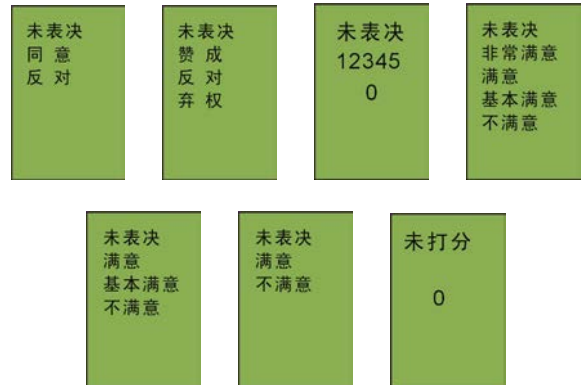 未表决
同 意
反 对
未表决
赞 成
反 对
弃 权
未表决
12345
0
未表决
非常满意
满意
基本满意
不满意
未表决
满意
基本满意
不满意
未表决
满意
不满意
未打分
0